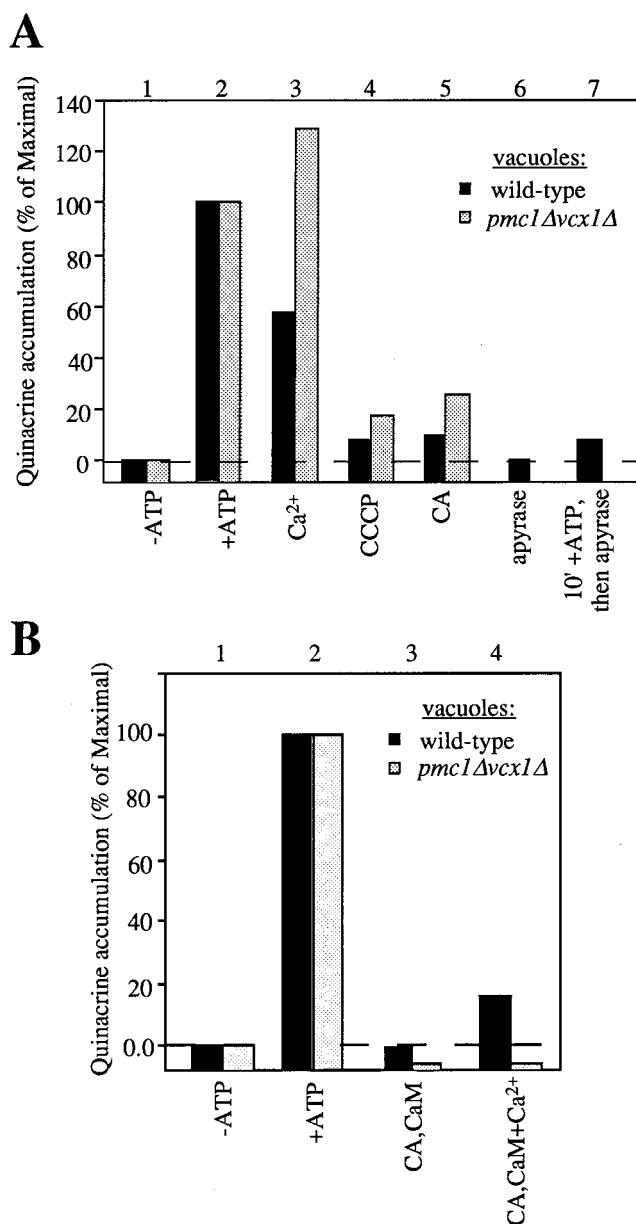 A
1 2 3 4 5 6 7
Quinacrine accumulation (% of Maximal)
140
120
100
80
60
40
20
0
vacuoles:
wild-type
pmc1Δvcx1Δ
-ATP
+ATP
Ca²⁺
CCCP
CA
apyrase
10' +ATP,
then apyrase
B
1 2 3 4
Quinacrine accumulation (% of Maximal)
100
80
60
40
20
0.0
vacuoles:
wild-type
pmc1Δvcx1Δ
-ATP
+ATP
CA,CaM
CA,CaM+Ca²⁺